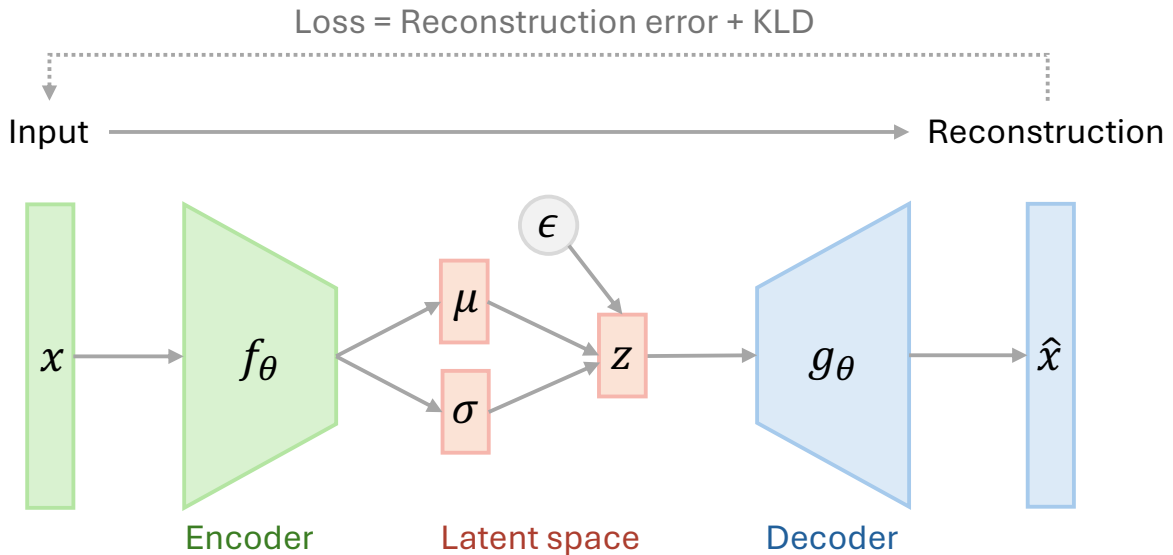 Loss = Reconstruction error + KLD
Input
Reconstruction
ϵ
μ
x
f_θ
z
g_θ
x̂
σ
Encoder
Latent space
Decoder